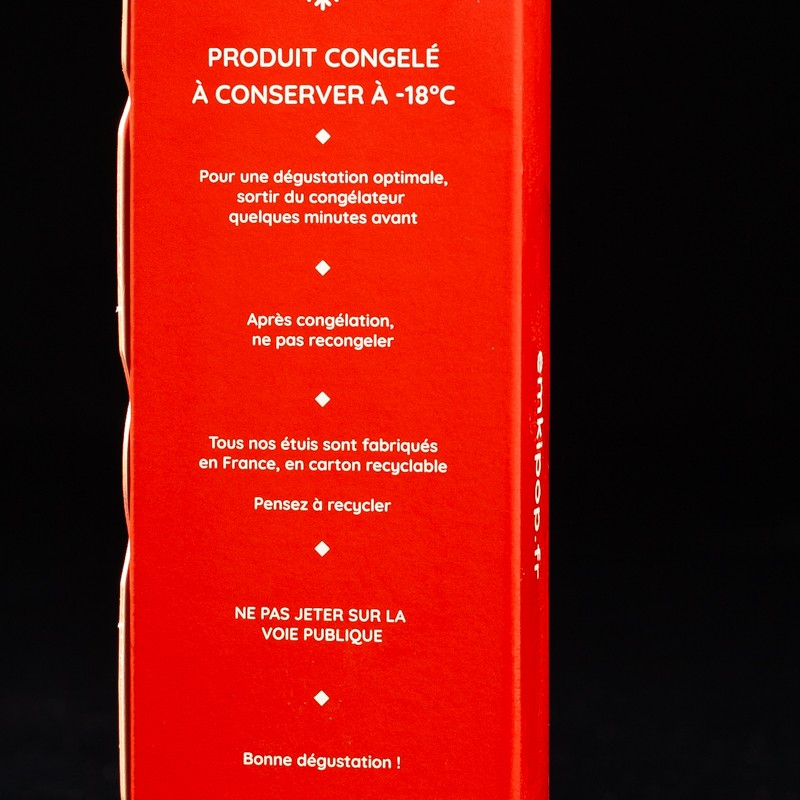 PRODUIT CONGELÉ
À CONSERVER À -18°C
Pour une dégustation optimale,
sortir du congélateur
quelques minutes avant
Après congélation,
ne pas recongeler
Tous nos étuis sont fabriqués
en France, en carton recyclable
Pensez à recycler
NE PAS JETER SUR LA
VOIE PUBLIQUE
Bonne dégustation !
emkipop.fr